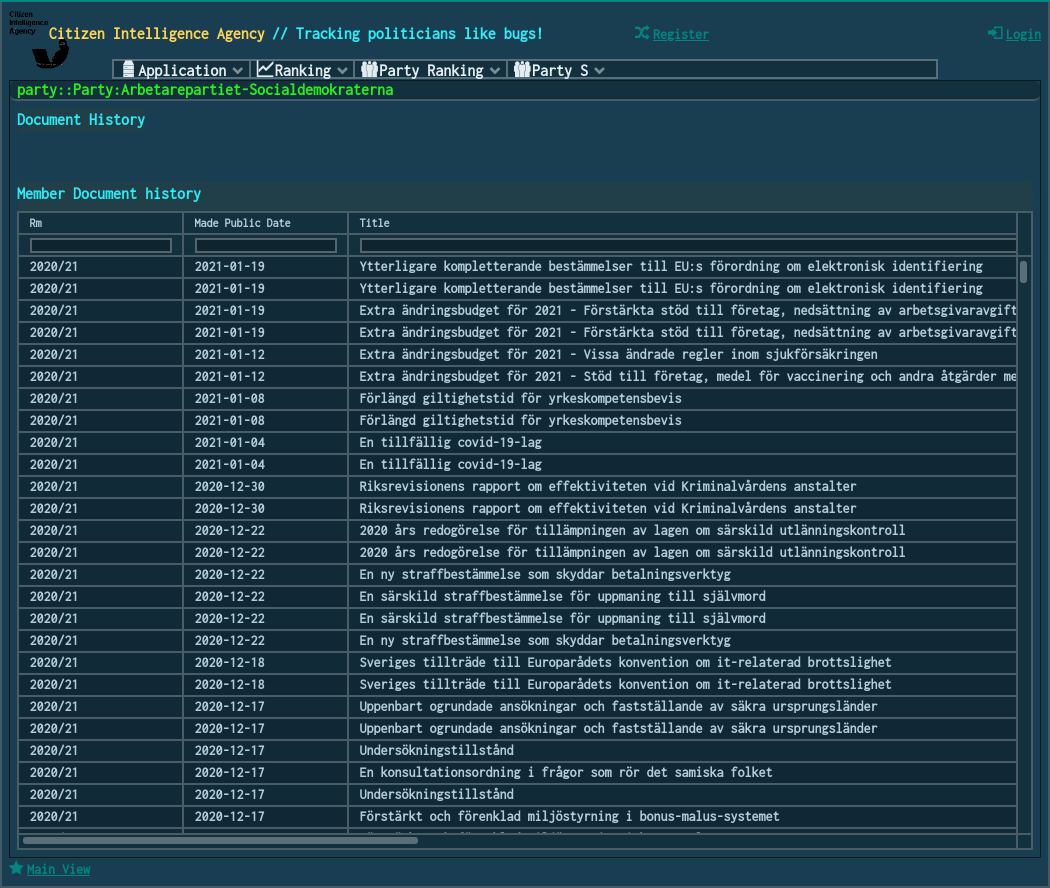 Citizen
Intelligence
Agency
Citizen Intelligence Agency // Tracking politicians like bugs!
Register
Login
Application Ranking Party Ranking Party S
party::Party:Arbetarepartiet-Socialdemokraterna
Document History
Member Document history
Rm Made Public Date Title
2020/21 2021-01-19 Ytterligare kompletterande bestämmelser till EU:s förordning om elektronisk identifiering
2020/21 2021-01-19 Ytterligare kompletterande bestämmelser till EU:s förordning om elektronisk identifiering
2020/21 2021-01-19 Extra ändringsbudget för 2021 - Förstärkta stöd till företag, nedsättning av arbetsgivaravgift
2020/21 2021-01-19 Extra ändringsbudget för 2021 - Förstärkta stöd till företag, nedsättning av arbetsgivaravgift
2020/21 2021-01-12 Extra ändringsbudget för 2021 - Vissa ändrade regler inom sjukförsäkringen
2020/21 2021-01-12 Extra ändringsbudget för 2021 - Stöd till företag, medel för vaccinering och andra åtgärder me
2020/21 2021-01-08 Förlängd giltighetstid för yrkeskompetensbevis
2020/21 2021-01-08 Förlängd giltighetstid för yrkeskompetensbevis
2020/21 2021-01-04 En tillfällig covid-19-lag
2020/21 2021-01-04 En tillfällig covid-19-lag
2020/21 2020-12-30 Riksrevisionens rapport om effektiviteten vid Kriminalvårdens anstalter
2020/21 2020-12-30 Riksrevisionens rapport om effektiviteten vid Kriminalvårdens anstalter
2020/21 2020-12-22 2020 års redogörelse för tillämpningen av lagen om särskild utlänningskontroll
2020/21 2020-12-22 2020 års redogörelse för tillämpningen av lagen om särskild utlänningskontroll
2020/21 2020-12-22 En ny straffbestämmelse som skyddar betalningsverktyg
2020/21 2020-12-22 En särskild straffbestämmelse för uppmaning till självmord
2020/21 2020-12-22 En särskild straffbestämmelse för uppmaning till självmord
2020/21 2020-12-22 En ny straffbestämmelse som skyddar betalningsverktyg
2020/21 2020-12-18 Sveriges tillträde till Europarådets konvention om it-relaterad brottslighet
2020/21 2020-12-18 Sveriges tillträde till Europarådets konvention om it-relaterad brottslighet
2020/21 2020-12-17 Uppenbart ogrundade ansökningar och fastställande av säkra ursprungsländer
2020/21 2020-12-17 Uppenbart ogrundade ansökningar och fastställande av säkra ursprungsländer
2020/21 2020-12-17 Undersökningstillstånd
2020/21 2020-12-17 En konsultationsordning i frågor som rör det samiska folket
2020/21 2020-12-17 Undersökningstillstånd
2020/21 2020-12-17 Förstärkt och förenklad miljöstyrning i bonus-malus-systemet
Main View